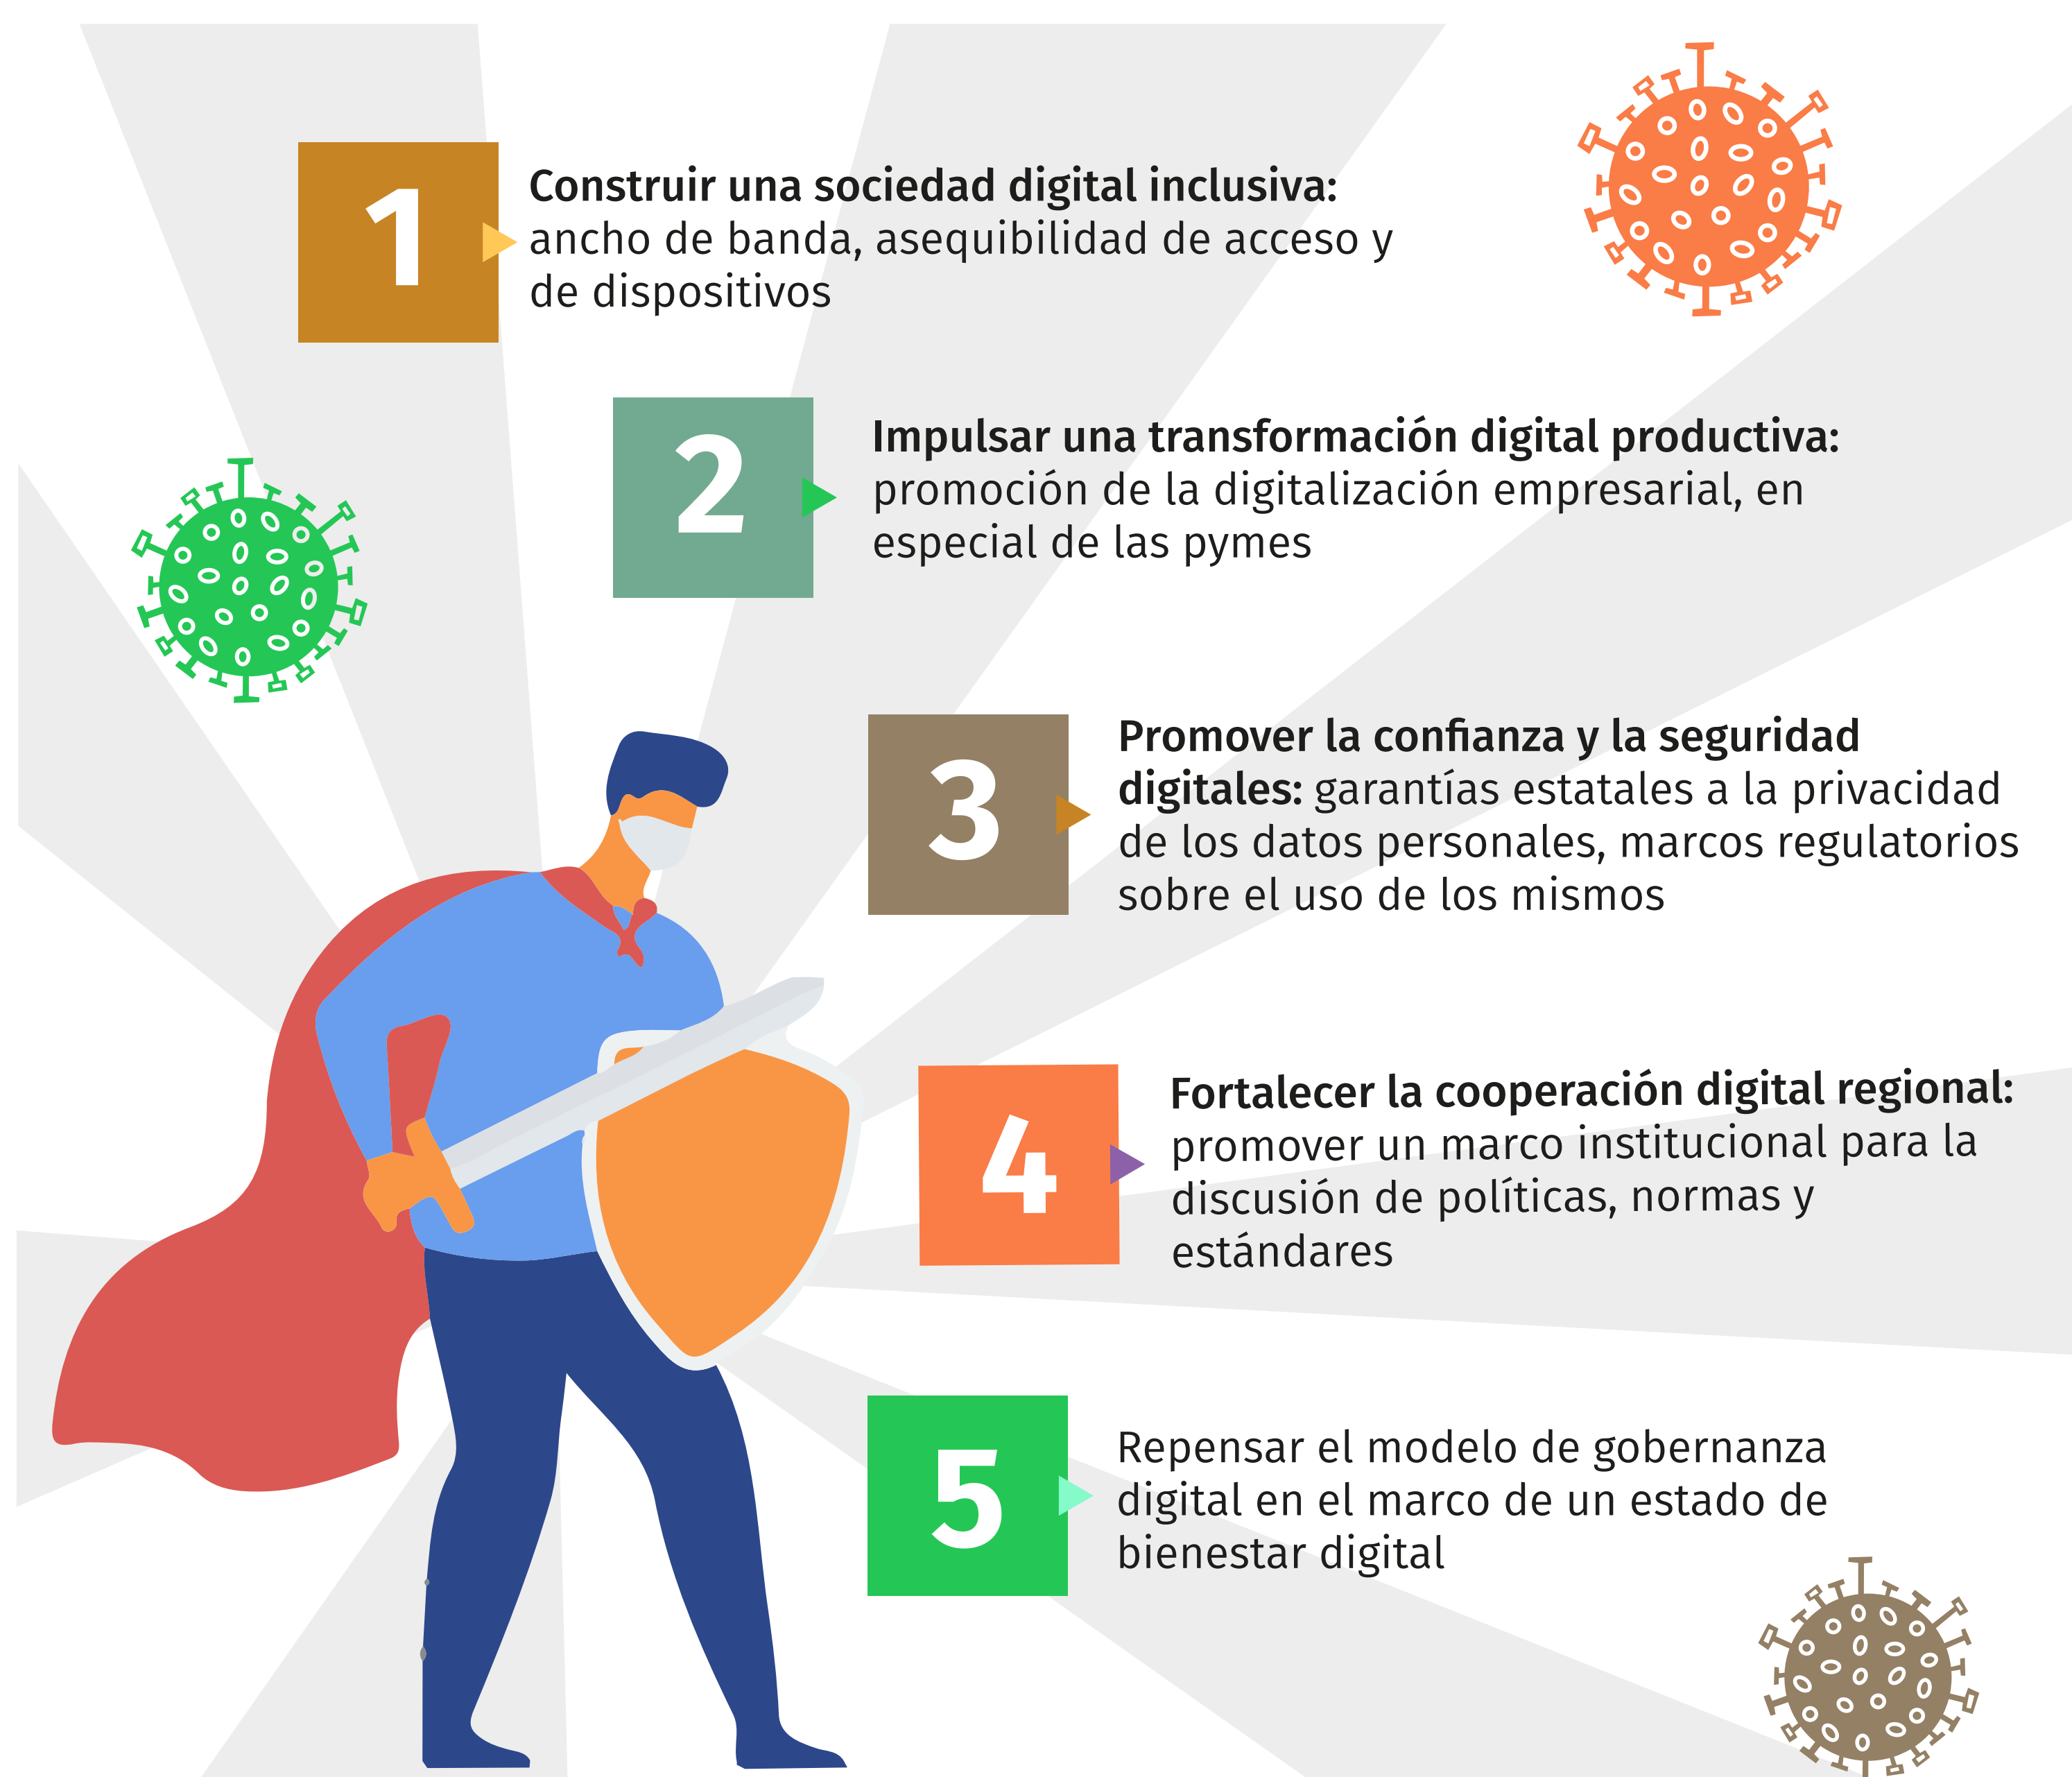 1
Construir una sociedad digital inclusiva:
ancho de banda, asequibilidad de acceso y
de dispositivos
2
Impulsar una transformación digital productiva:
promoción de la digitalización empresarial, en
especial de las pymes
3
Promover la confianza y la seguridad
digitales: garantías estatales a la privacidad
de los datos personales, marcos regulatorios
sobre el uso de los mismos
4
Fortalecer la cooperación digital regional:
promover un marco institucional para la
discusión de políticas, normas y
estándares
5
Repensar el modelo de gobernanza
digital en el marco de un estado de
bienestar digital